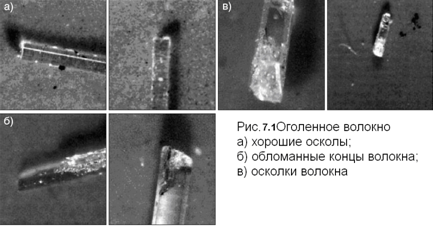 а)
в)
б)
Рис.7.1Оголенное волокно
а) хорошие осколы;
б) обломанные концы волокна;
в) осколки волокна